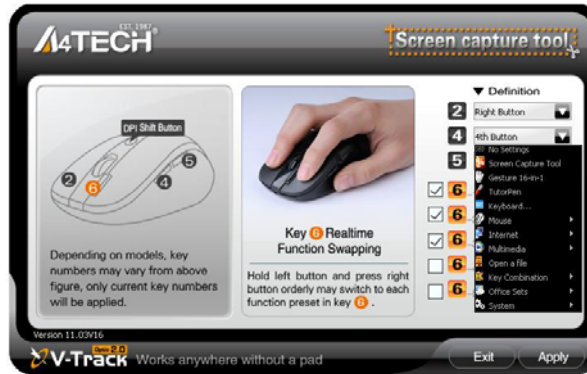 EST. 1987
A4TECH
Screen capture tool
DPI Shift Button
2
6
5
4
Depending on models, key
numbers may vary from above
figure, only current key numbers
will be applied.
Key 6 Realtime
Function Swapping
Hold left button and press right
button orderly may switch to each
function preset in key 6 .
▼ Definition
2 Right Button
4 4th Button
No Settings
5 Screen Capture Tool
Gesture 16-in-1
6 TutorPen
Keyboard...
6 Mouse
Internet
6 Multimedia
6 Open a file
Key Combination
6 Office Sets
System
Version 11.03V16
V-Track Optic 2.0 Works anywhere without a pad
Exit
Apply